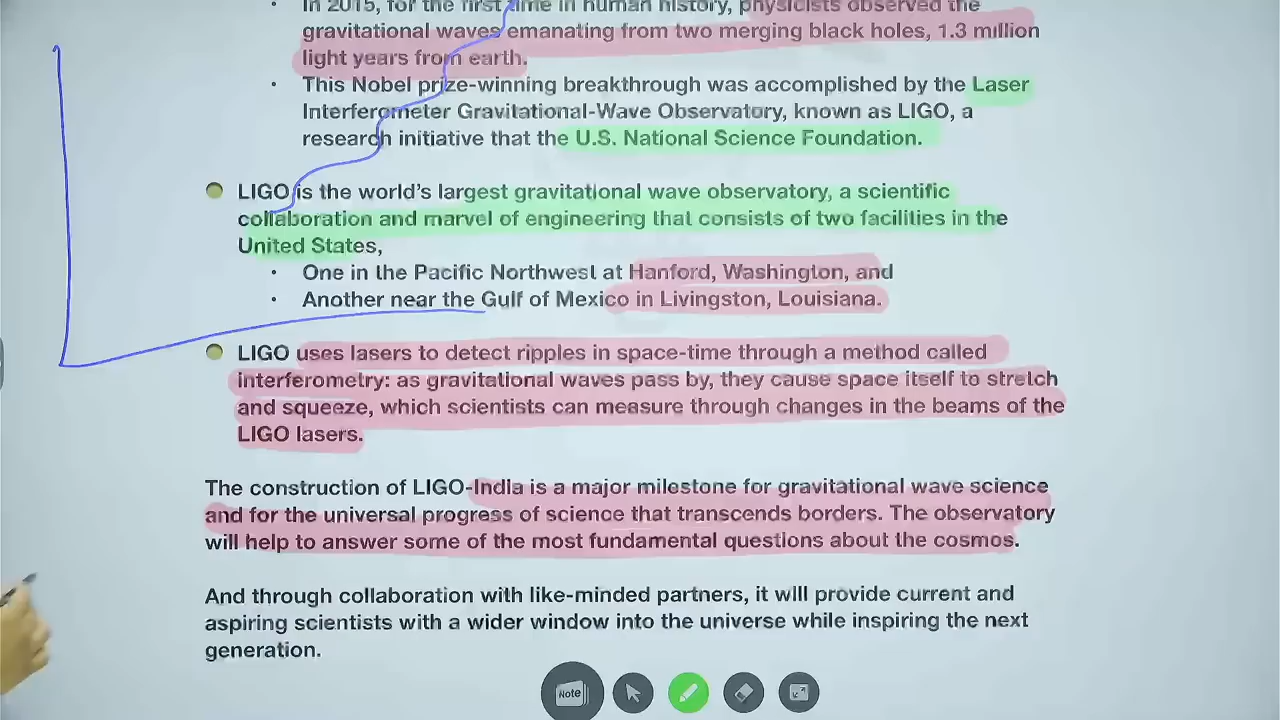 In 2015, for the first time in human history, physicists observed the
gravitational waves emanating from two merging black holes, 1.3 million
light years from earth.
This Nobel prize-winning breakthrough was accomplished by the Laser
Interferometer Gravitational-Wave Observatory, known as LIGO, a
research initiative that the U.S. National Science Foundation.
LIGO is the world's largest gravitational wave observatory, a scientific
collaboration and marvel of engineering that consists of two facilities in the
United States,
One in the Pacific Northwest at Hanford, Washington, and
Another near the Gulf of Mexico in Livingston, Louisiana.
LIGO uses lasers to detect ripples in space-time through a method called
interferometry: as gravitational waves pass by, they cause space itself to stretch
and squeeze, which scientists can measure through changes in the beams of the
LIGO lasers.
The construction of LIGO-India is a major milestone for gravitational wave science
and for the universal progress of science that transcends borders. The observatory
will help to answer some of the most fundamental questions about the cosmos.
And through collaboration with like-minded partners, it will provide current and
aspiring scientists with a wider window into the universe while inspiring the next
generation.
Note